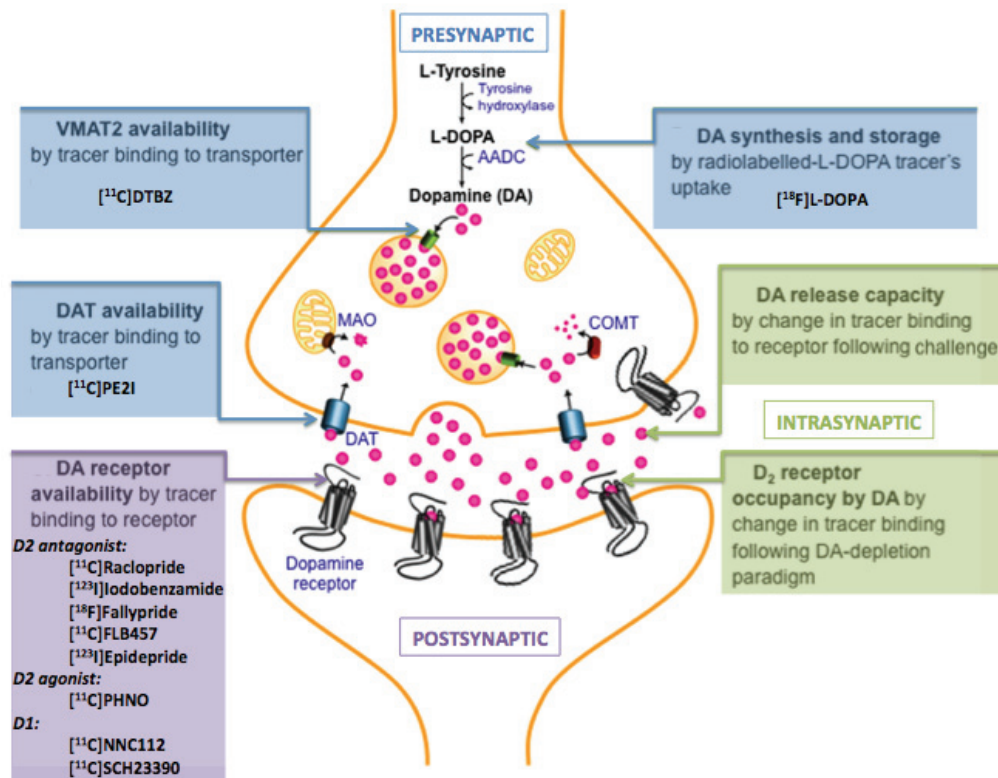 PRESYNAPTIC
L-Tyrosine
Tyrosine
hydroxylase
L-DOPA
AADC
Dopamine (DA)
VMAT2 availability
by tracer binding to transporter
[¹¹C]DTBZ
DA synthesis and storage
by radiolabelled-L-DOPA tracer's
uptake
[¹⁸F]L-DOPA
DAT availability
by tracer binding to
transporter
[¹¹C]PE2I
MAO
COMT
DAT
DA release capacity
by change in tracer binding
to receptor following challenge
INTRASYNAPTIC
DA receptor
availability by tracer
binding to receptor
D2 antagonist:
[¹¹C]Raclopride
[¹²³I]Iodobenzamide
[¹⁸F]Fallypride
[¹¹C]FLB457
[¹²³I]Epidepride
D2 agonist:
[¹¹C]PHNO
D1:
[¹¹C]NNC112
[¹¹C]SCH23390
Dopamine
receptor
D₂ receptor
occupancy by DA by
change in tracer binding
following DA-depletion
paradigm
POSTSYNAPTIC